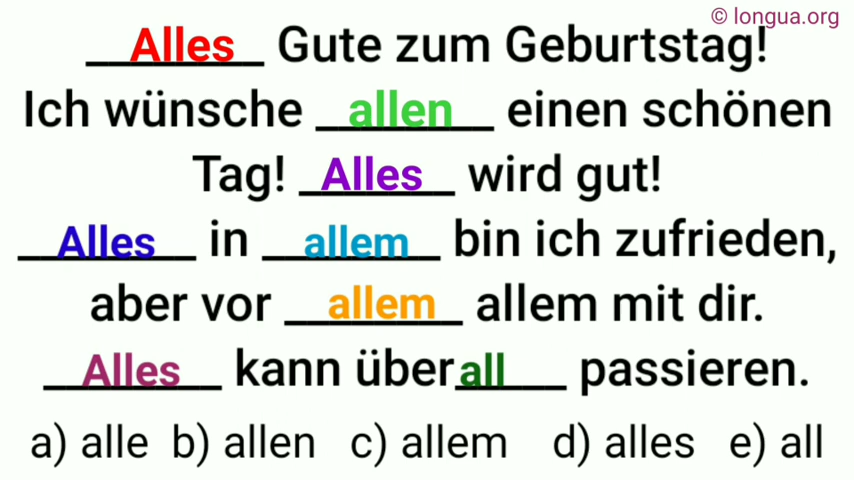 © longua.org
Alles Gute zum Geburtstag!
Ich wünsche allen einen schönen
Tag! Alles wird gut!
Alles in allem bin ich zufrieden,
aber vor allem allem mit dir.
Alles kann überall passieren.
a) alle b) allen c) allem d) alles e) all